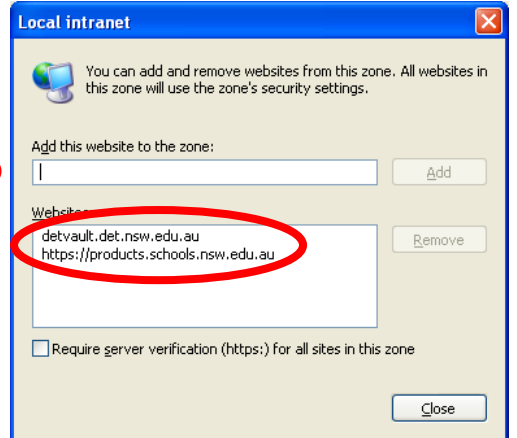 Local intranet
You can add and remove websites from this zone. All websites in
this zone will use the zone's security settings.
Add this website to the zone:
Add
Websites
detvault.det.nsw.edu.au
https://products.schools.nsw.edu.au
Remove
Require server verification (https:) for all sites in this zone
Close